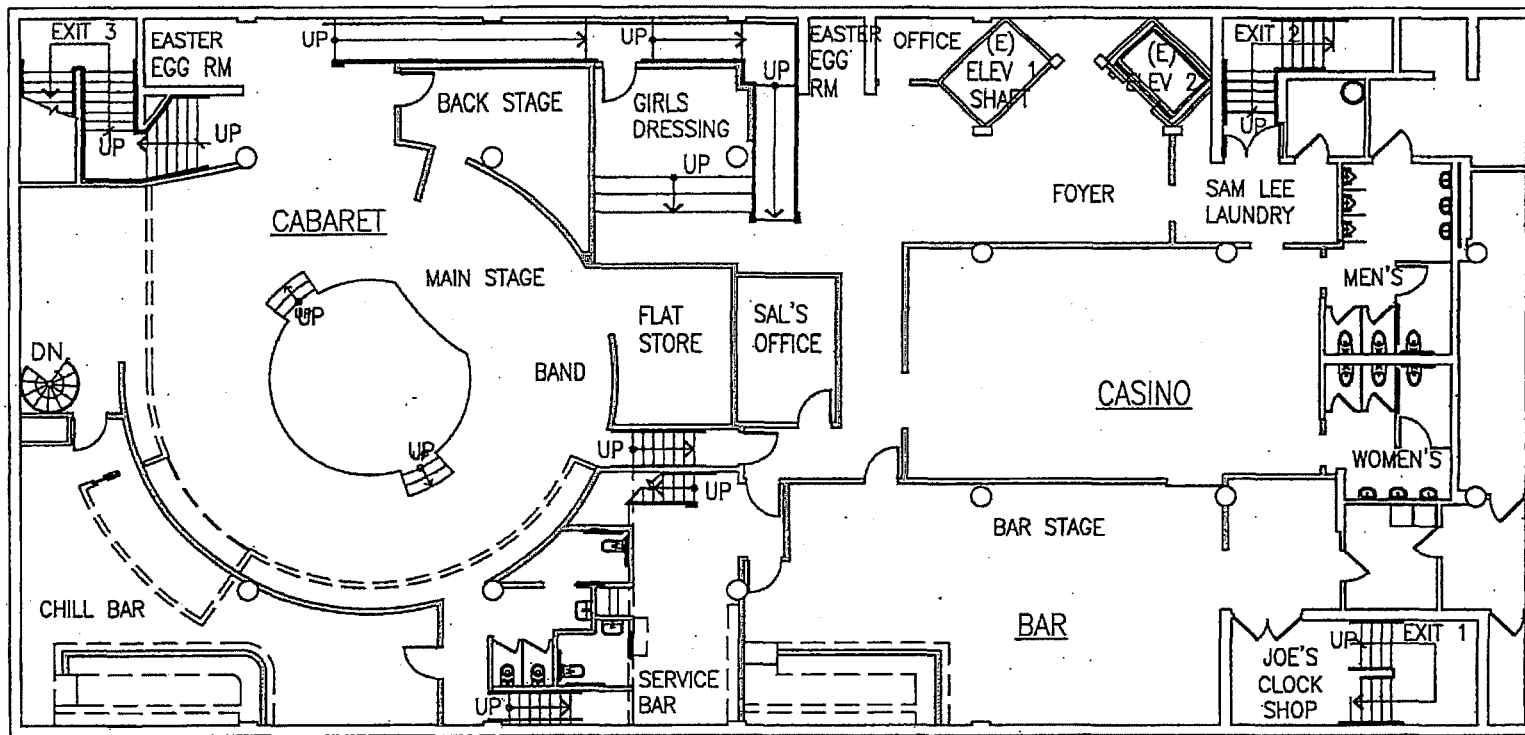 EXIT 3
EASTER
EGG RM
UP
UP
UP
UP
EASTER
EGG
RM
OFFICE
(E)
ELEV 1
SHAFT
(E)
ELEV 2
EXIT 2
UP
BACK STAGE
GIRLS
DRESSING
UP
UP
UP
FOYER
SAM LEE
LAUNDRY
CABARET
MAIN STAGE
MEN'S
UP
FLAT
STORE
SAL'S
OFFICE
DN
BAND
CASINO
UP
UP
WOMEN'S
UP
BAR STAGE
CHILL BAR
BAR
UP
EXIT 1
JOE'S
CLOCK
SHOP
SERVICE
BAR
UP